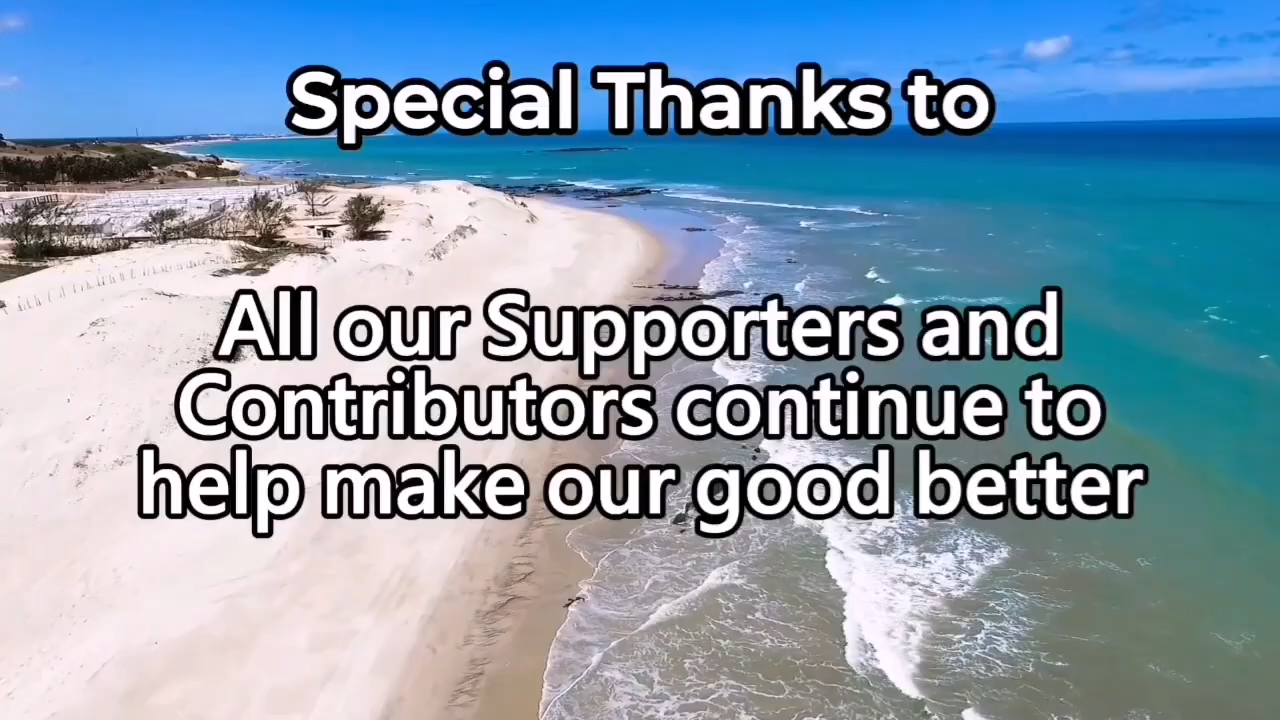 Special Thanks to
All our Supporters and
Contributors continue to
help make our good better